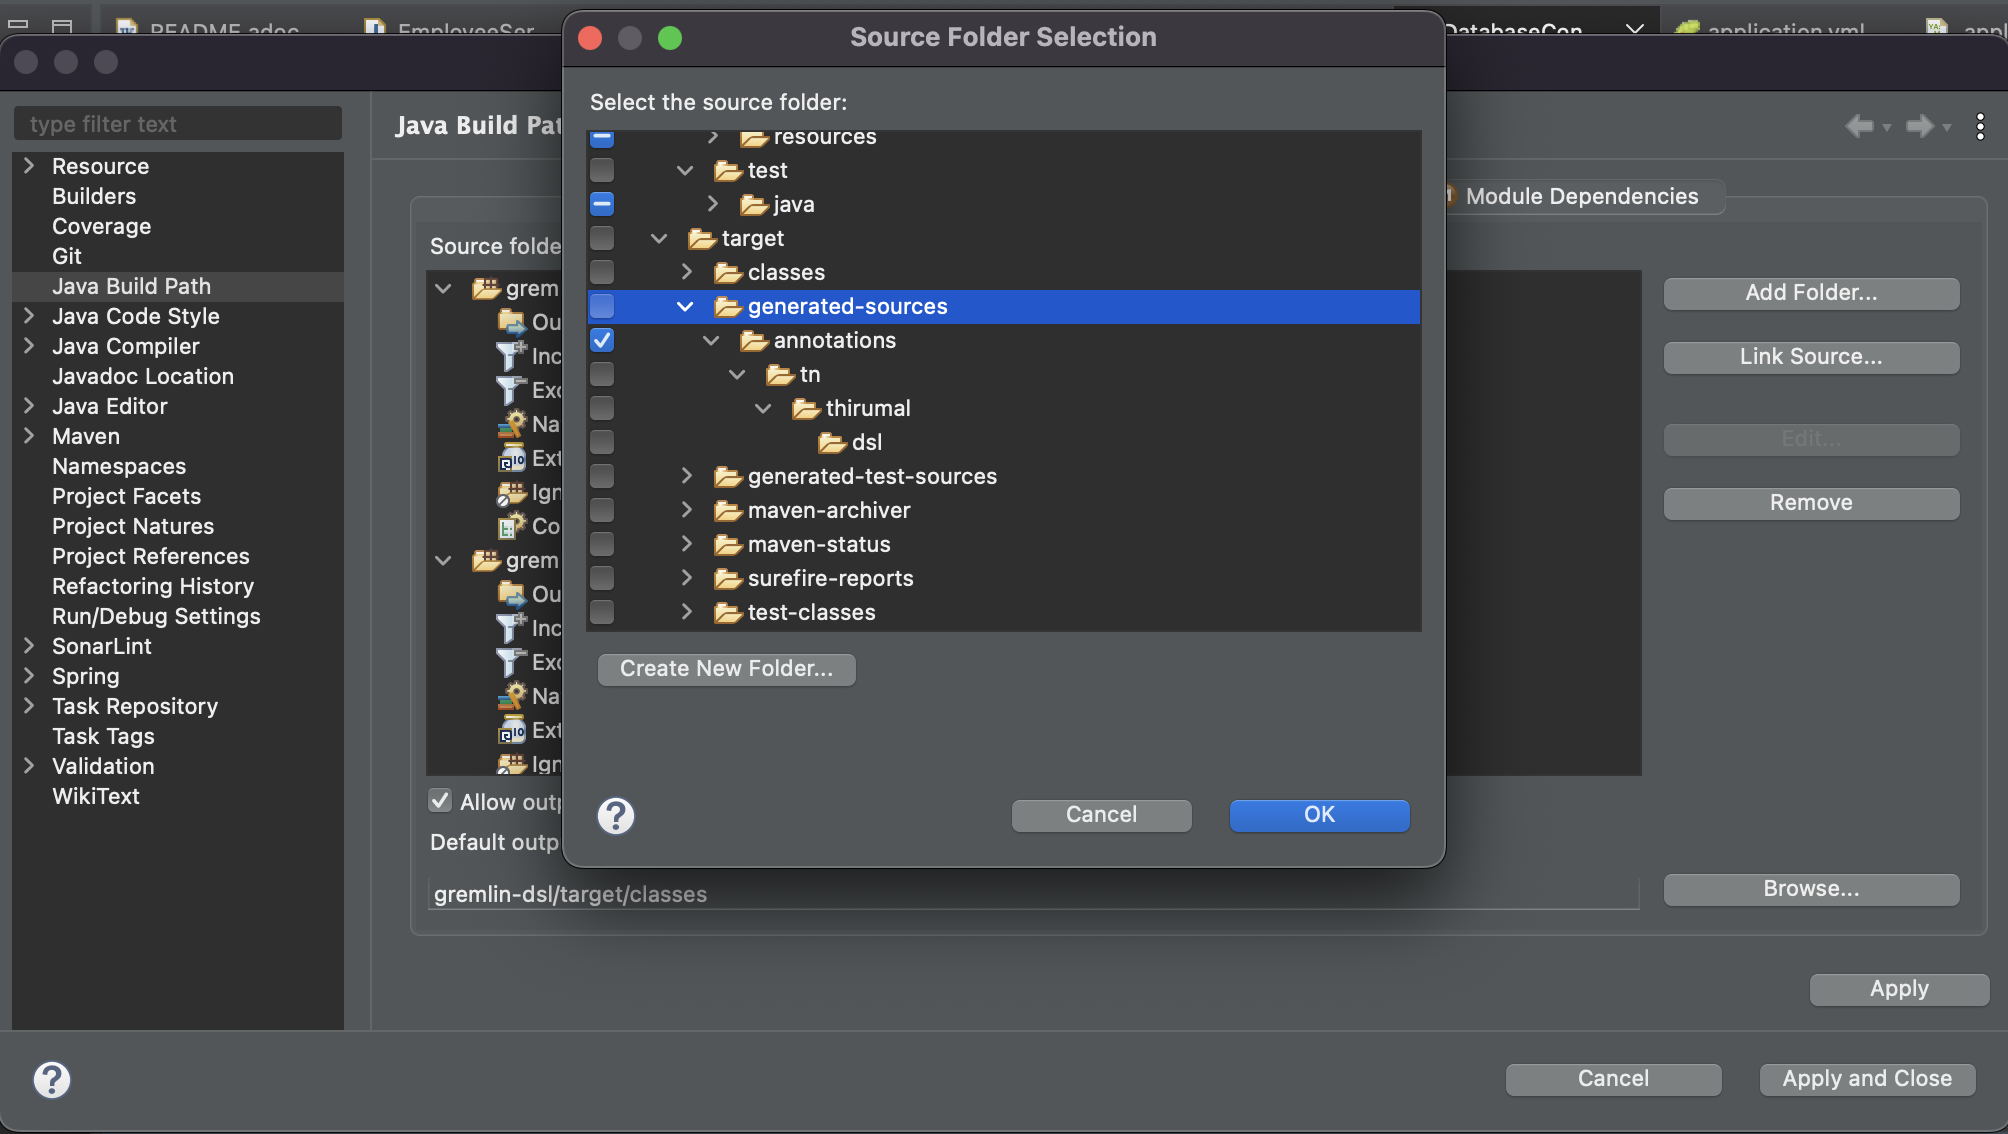 README.adoc
EmployeeSer
DatabaseCon
application.yml
appl
Source Folder Selection
type filter text
Resource
Builders
Coverage
Git
Java Build Path
Java Code Style
Java Compiler
Javadoc Location
Java Editor
Maven
Namespaces
Project Facets
Project Natures
Project References
Refactoring History
Run/Debug Settings
SonarLint
Spring
Task Repository
Task Tags
Validation
WikiText
Java Build Pat
Module Dependencies
Source folde
grem
Ou
Inc
Exc
Na
Ext
Ign
Co
grem
Ou
Inc
Exc
Na
Ext
Ign
Allow outp
Default outp
gremlin-dsl/target/classes
Select the source folder:
resources
test
java
target
classes
generated-sources
annotations
tn
thirumal
dsl
generated-test-sources
maven-archiver
maven-status
surefire-reports
test-classes
Create New Folder...
Cancel
OK
Add Folder...
Link Source...
Edit...
Remove
Browse...
Apply
Cancel
Apply and Close